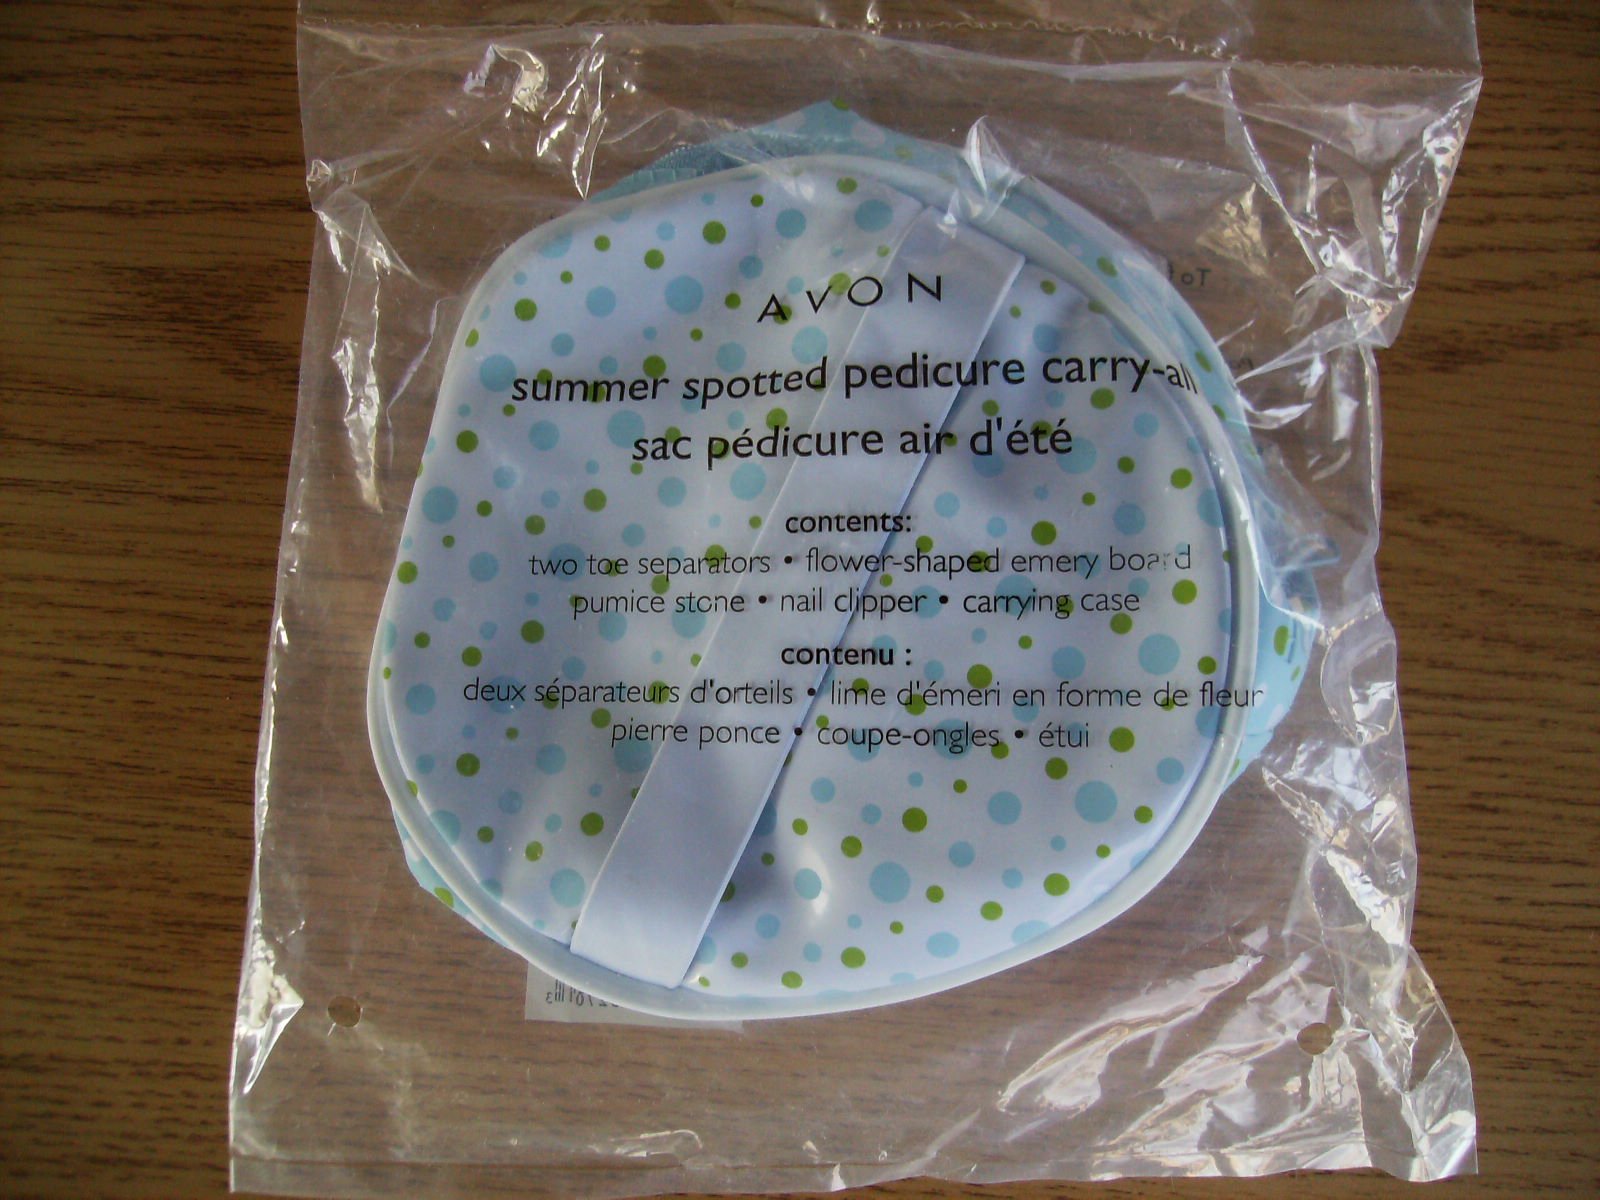 AVON
summer spotted pedicure carry-all
sac pédicure air d'été
contents:
two toe separators • flower-shaped emery board
pumice stone • nail clipper • carrying case
contenu :
deux séparateurs d'orteils • lime d'émeri en forme de fleur
pierre ponce • coupe-ongles • étui